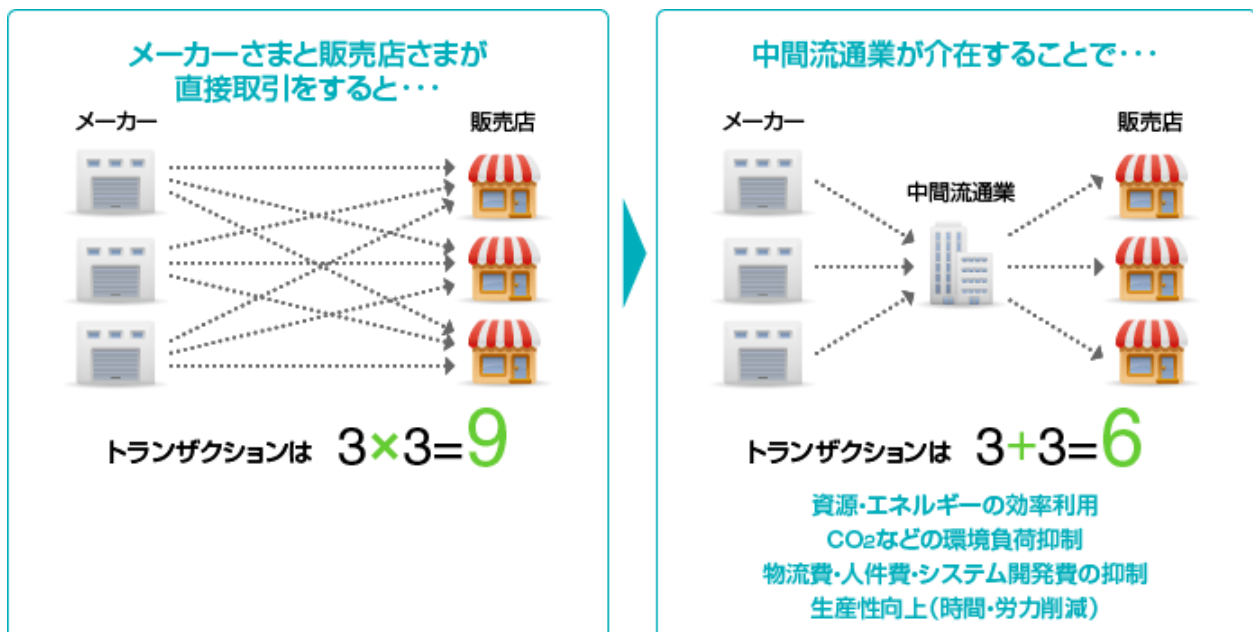 メーカーさまと販売店さまが
直接取引をすると・・・
メーカー
販売店
トランザクションは 3×3=9
中間流通業が介在することで・・・
メーカー
販売店
中間流通業
トランザクションは 3+3=6
資源・エネルギーの効率利用
CO₂などの環境負荷抑制
物流費・人件費・システム開発費の抑制
生産性向上(時間・労力削減)